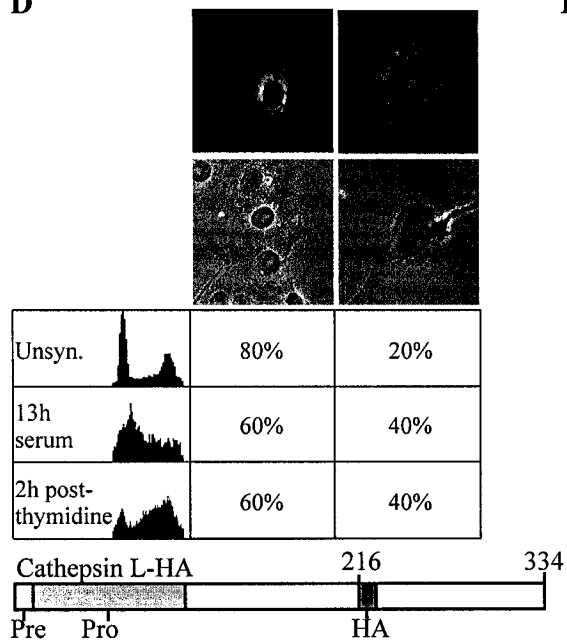 D
Unsyn. 80% 20%
13h
serum 60% 40%
2h post-
thymidine 60% 40%
Cathepsin L-HA 216 334
Pre Pro HA